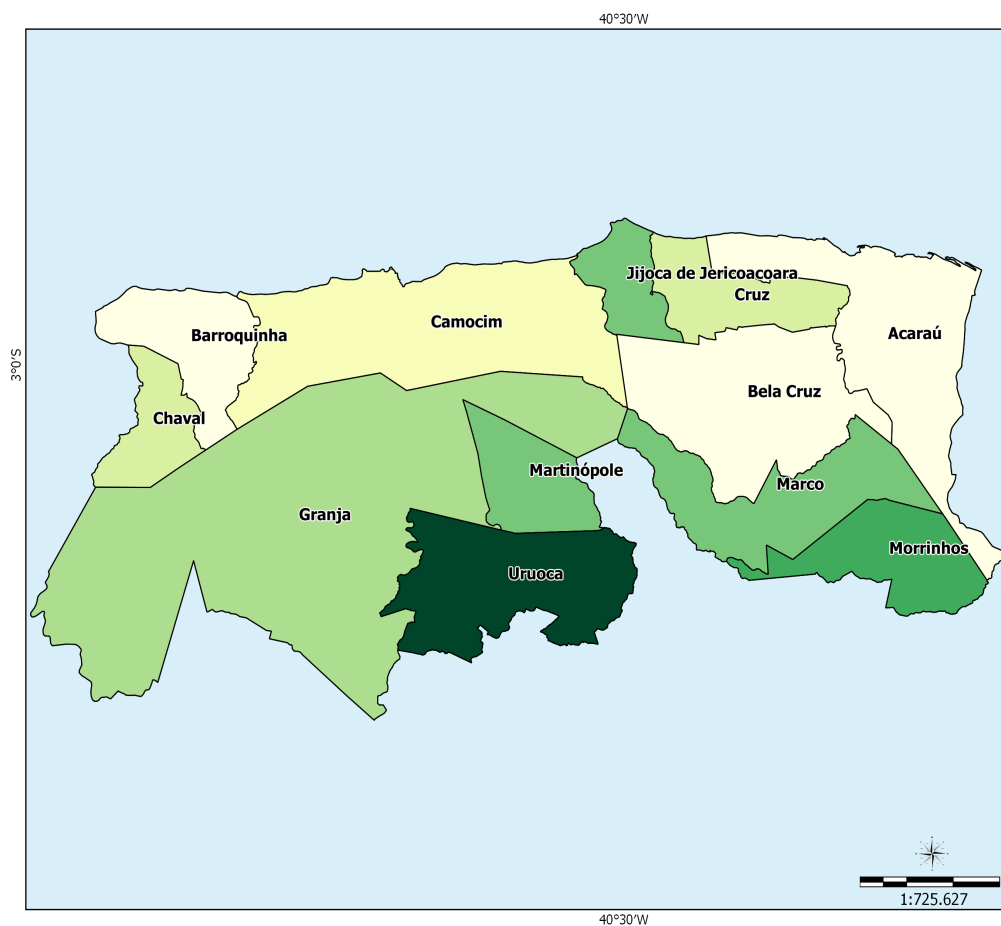 40°30'W
3°0'S
Jijoca de Jericoacoara
Cruz
Camocim
Acaraú
Barroquinha
Bela Cruz
Chaval
Martinópole
Marco
Granja
Morrinhos
Uruoca
1:725.627
40°30'W